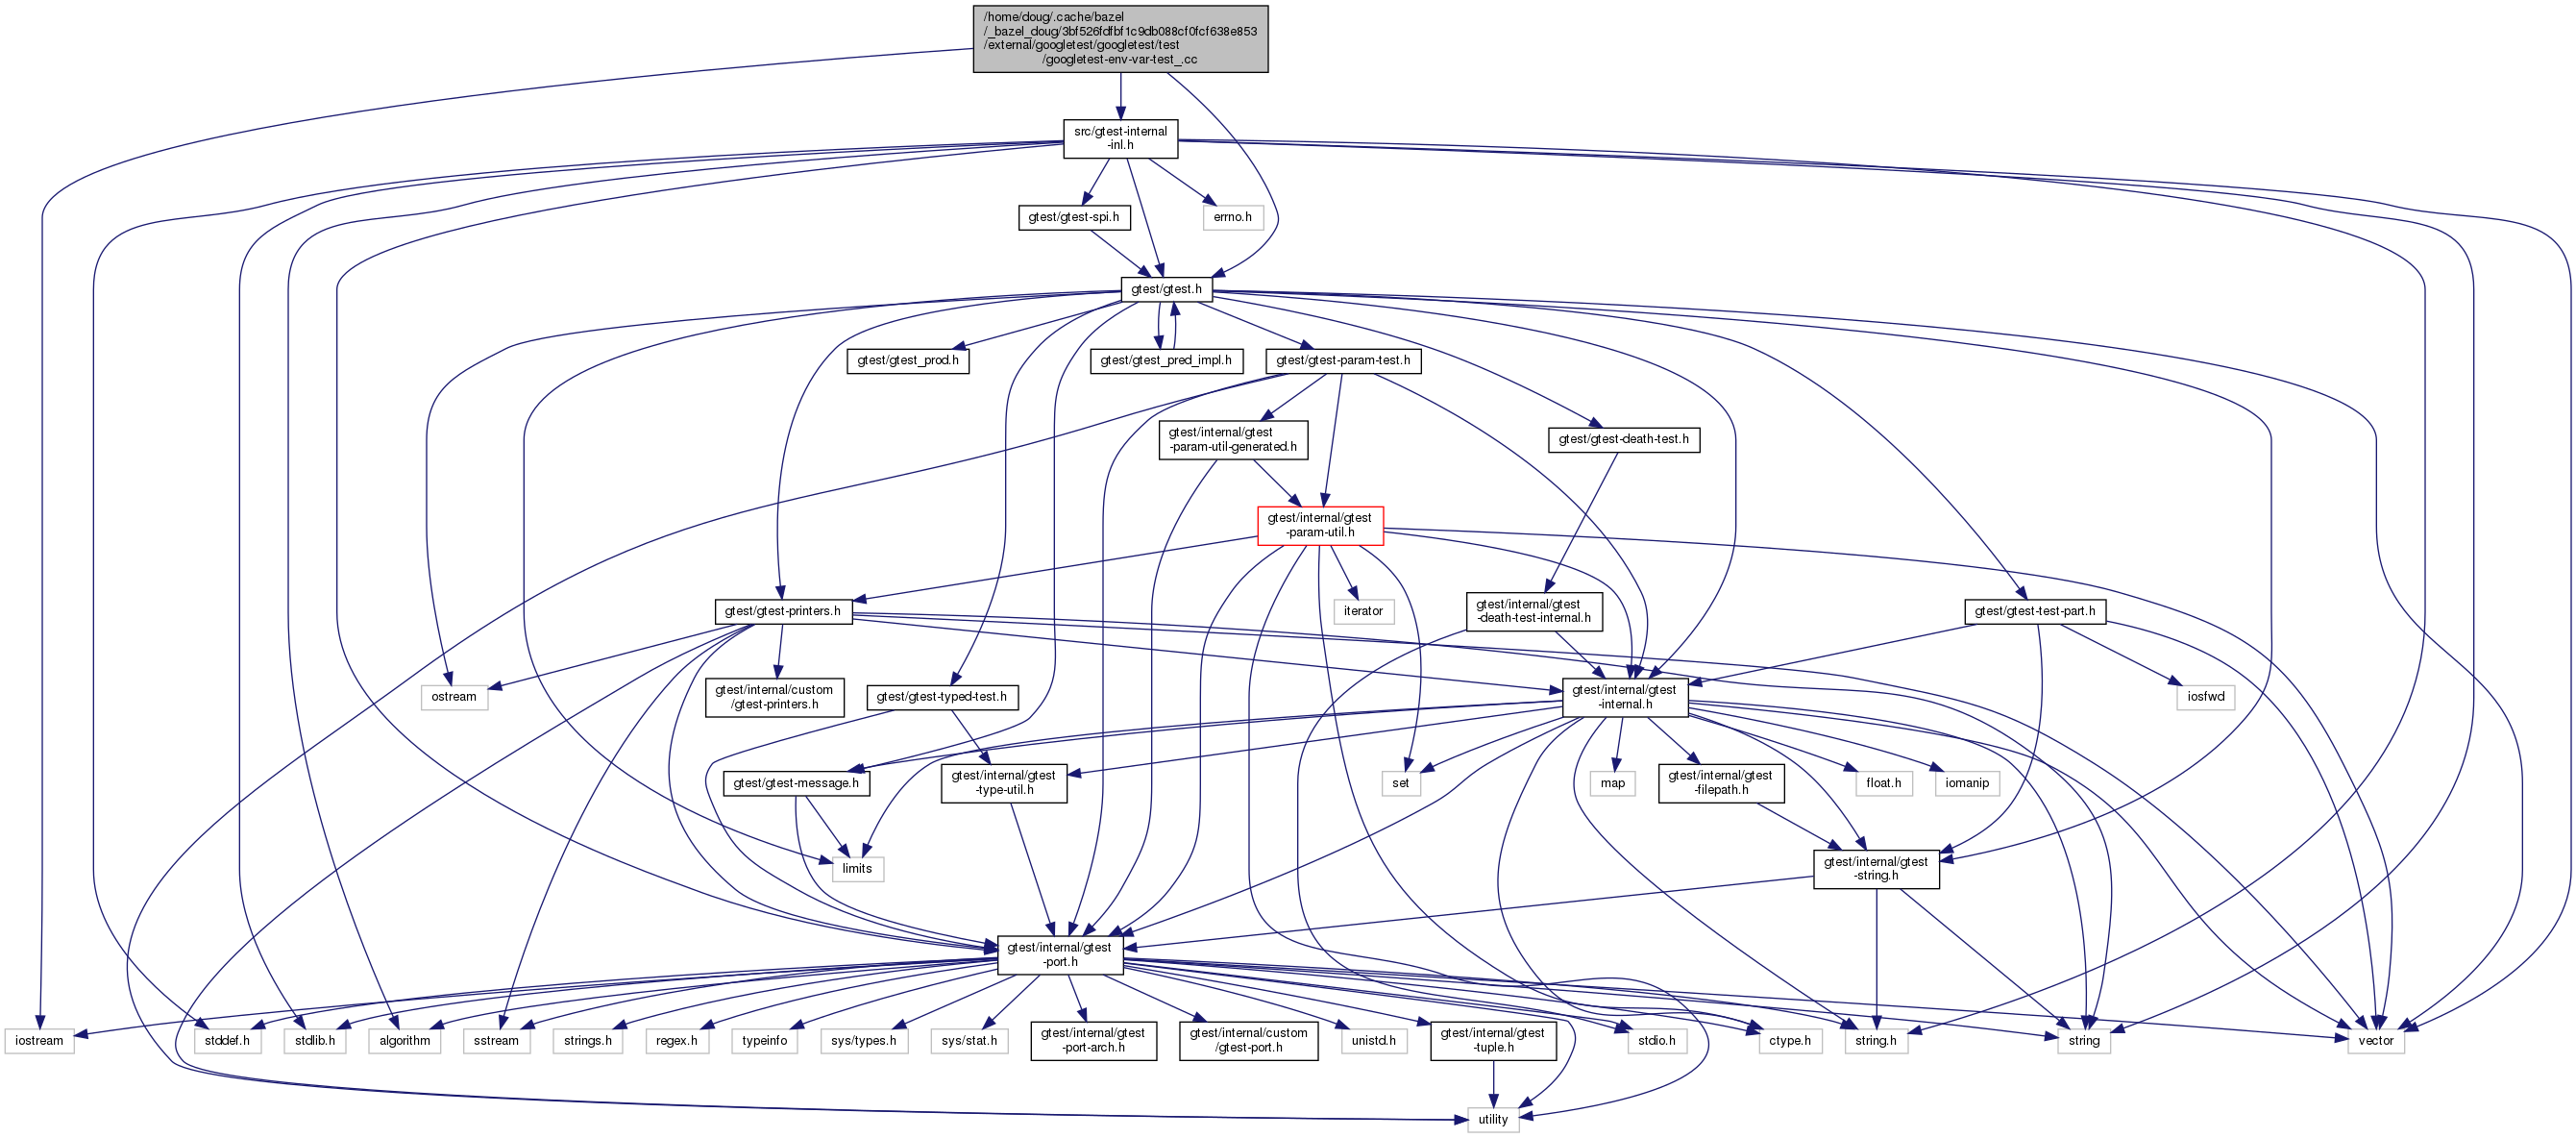 /home/doug/.cache/bazel
/_bazel_doug/3bf526fdfbf1c9db088cf0fcf638e853
/external/googletest/googletest/test
/googletest-env-var-test_.cc
src/gtest-internal
-inl.h
gtest/gtest-spi.h
errno.h
gtest/gtest.h
gtest/gtest_prod.h
gtest/gtest_pred_impl.h
gtest/gtest-param-test.h
gtest/internal/gtest
-param-util-generated.h
gtest/gtest-death-test.h
gtest/internal/gtest
-param-util.h
gtest/gtest-printers.h
iterator
gtest/internal/gtest
-death-test-internal.h
gtest/gtest-test-part.h
ostream
gtest/internal/custom
/gtest-printers.h
gtest/gtest-typed-test.h
gtest/internal/gtest
-internal.h
iosfwd
gtest/gtest-message.h
gtest/internal/gtest
-type-util.h
set
map
gtest/internal/gtest
-filepath.h
float.h
iomanip
limits
gtest/internal/gtest
-string.h
gtest/internal/gtest
-port.h
iostream
stddef.h
stdlib.h
algorithm
sstream
strings.h
regex.h
typeinfo
sys/types.h
sys/stat.h
gtest/internal/gtest
-port-arch.h
gtest/internal/custom
/gtest-port.h
unistd.h
gtest/internal/gtest
-tuple.h
stdio.h
ctype.h
string.h
string
vector
utility